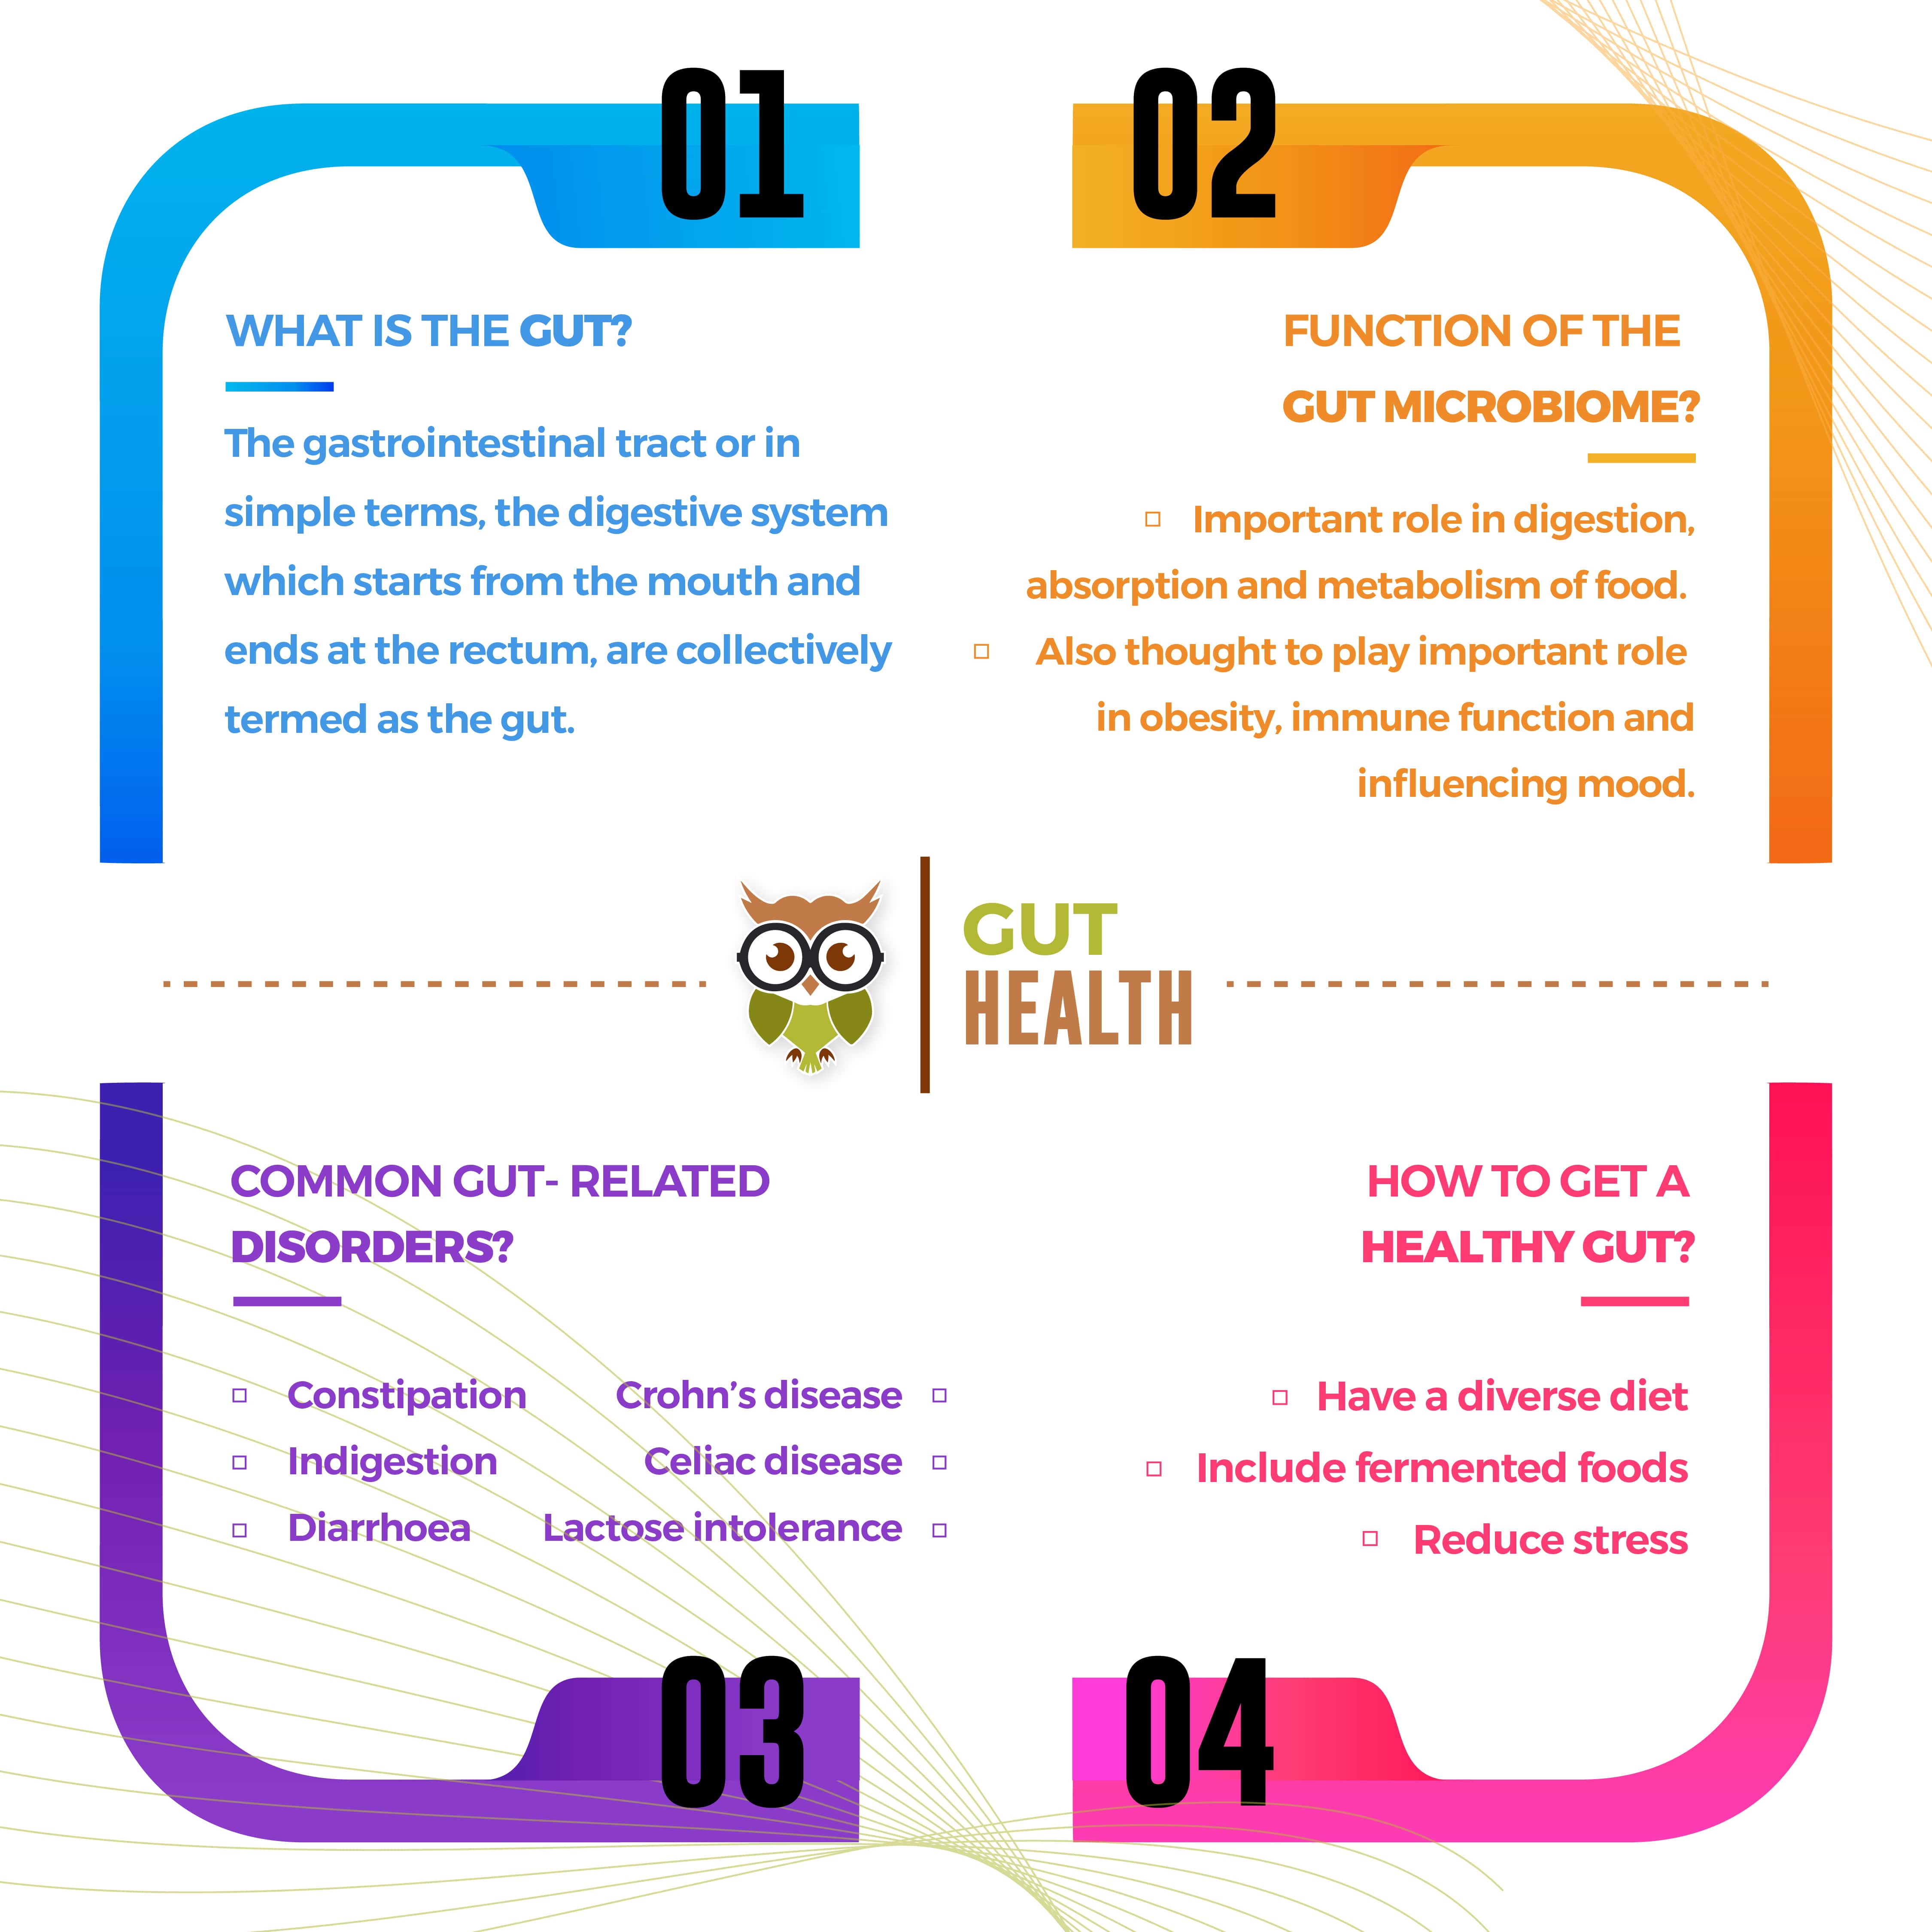 01
WHAT IS THE GUT?
The gastrointestinal tract or in
simple terms, the digestive system
which starts from the mouth and
ends at the rectum, are collectively
termed as the gut.
02
FUNCTION OF THE
GUT MICROBIOME?
Important role in digestion,
absorption and metabolism of food.
Also thought to play important role
in obesity, immune function and
influencing mood.
GUT
HEALTH
COMMON GUT- RELATED
DISORDERS?
Constipation
Indigestion
Diarrhoea
Crohn’s disease
Celiac disease
Lactose intolerance
03
HOW TO GET A
HEALTHY GUT?
Have a diverse diet
Include fermented foods
Reduce stress
04